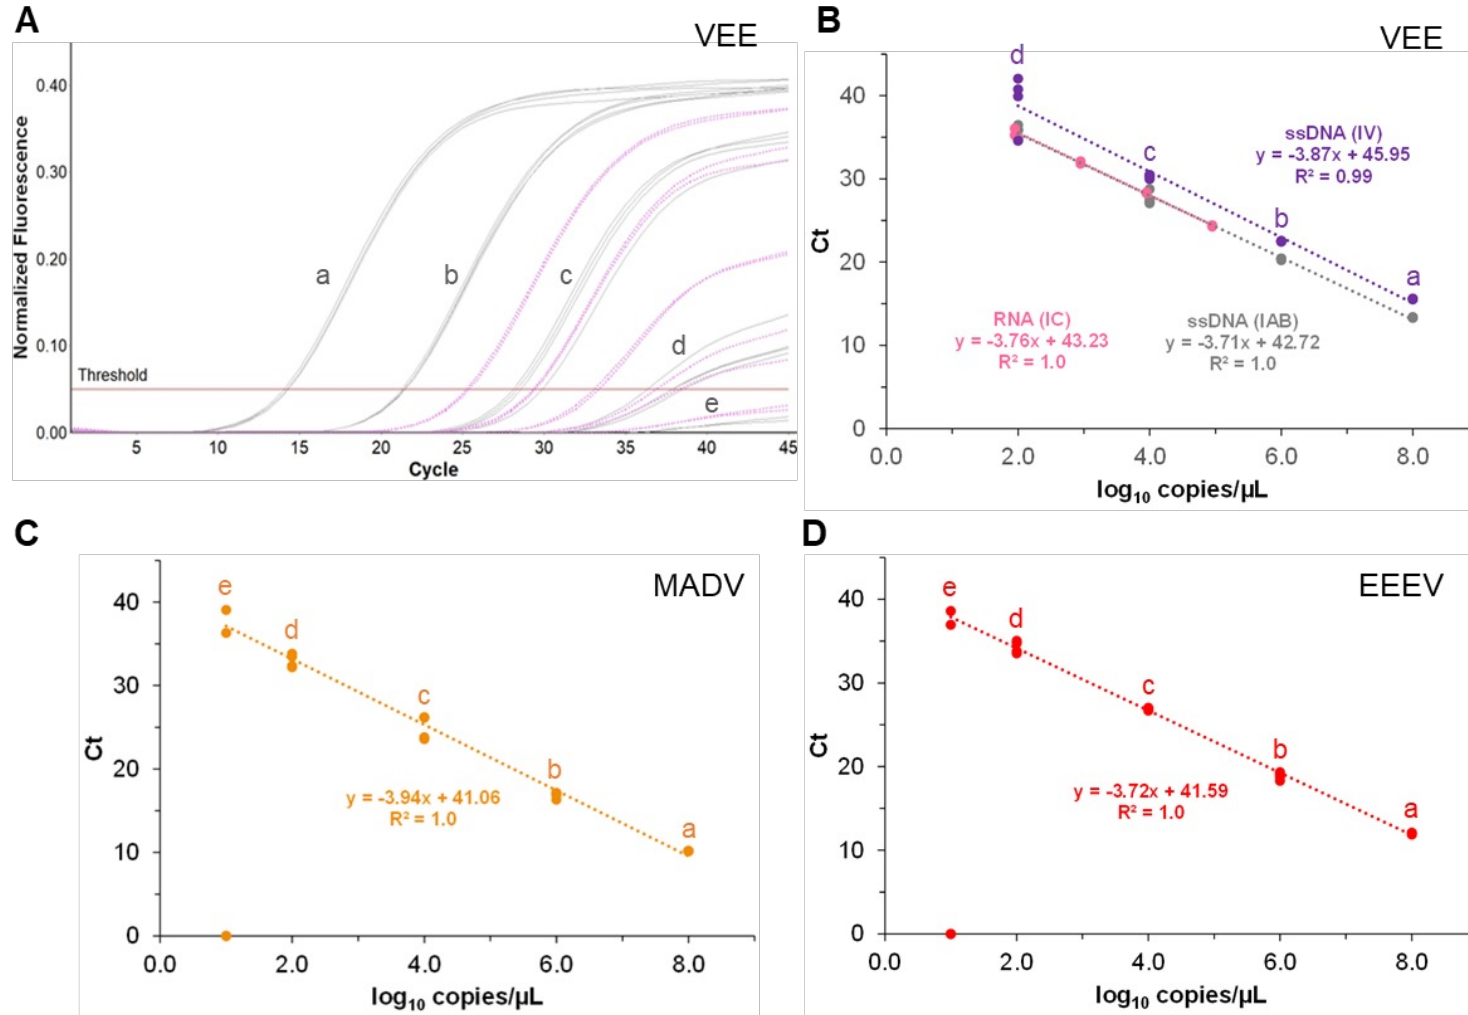 A
VEE
Normalized Fluorescence
0.40
0.30
0.20
0.10
0.00
a
b
c
d
e
Threshold
5
10
15
20
25
30
35
40
45
Cycle
B
VEE
Ct
40
30
20
10
0
d
c
b
a
ssDNA (IV)
y = -3.87x + 45.95
R² = 0.99
RNA (IC)
y = -3.76x + 43.23
R² = 1.0
ssDNA (IAB)
y = -3.71x + 42.72
R² = 1.0
0.0
2.0
4.0
6.0
8.0
log₁₀ copies/µL
C
MADV
Ct
40
30
20
10
0
e
d
c
b
a
y = -3.94x + 41.06
R² = 1.0
0.0
2.0
4.0
6.0
8.0
log₁₀ copies/µL
D
EEEV
Ct
40
30
20
10
0
e
d
c
b
a
y = -3.72x + 41.59
R² = 1.0
0.0
2.0
4.0
6.0
8.0
log₁₀ copies/µL